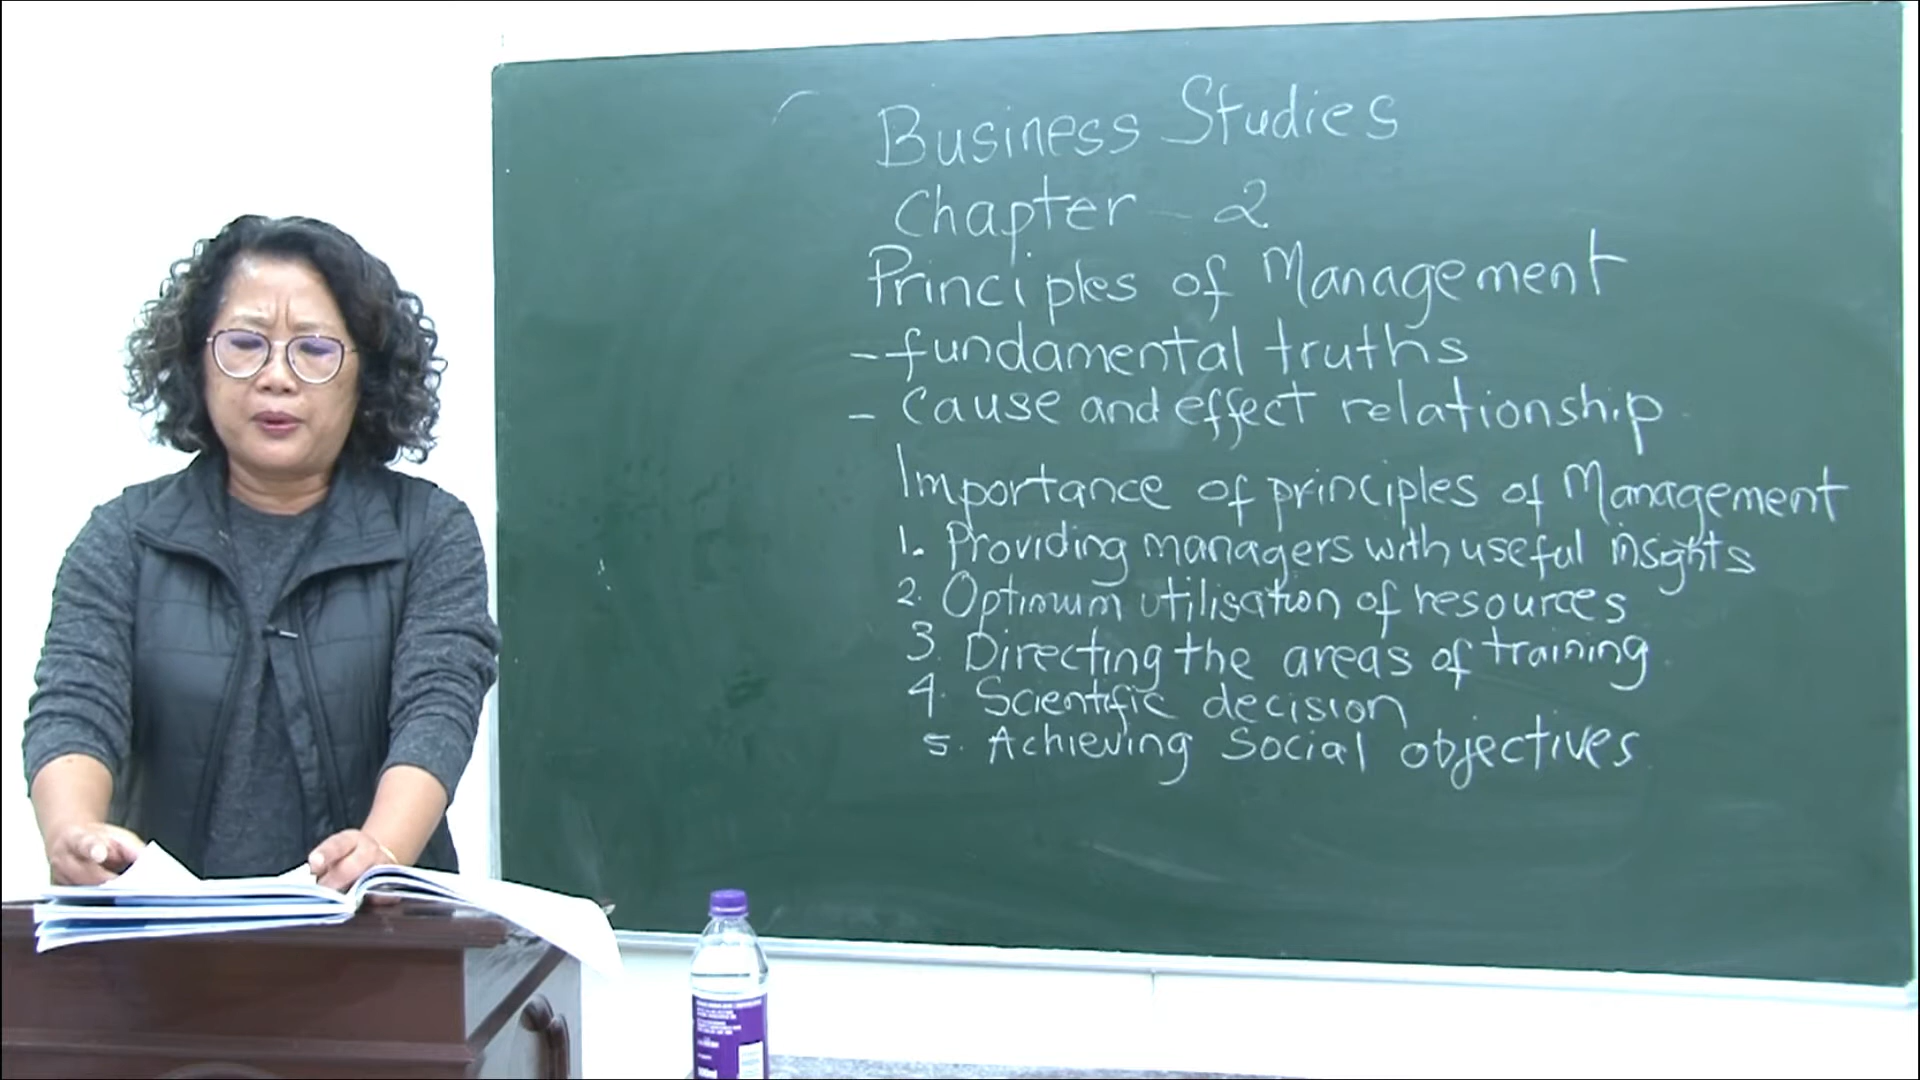 Business Studies
Chapter - 2
Principles of Management
- fundamental truths
- Cause and effect relationship
Importance of principles of Management
1. Providing managers with useful insights
2. Optimum utilisation of resources
3. Directing the areas of training
4. Scientific decision
5. Achieving Social objectives